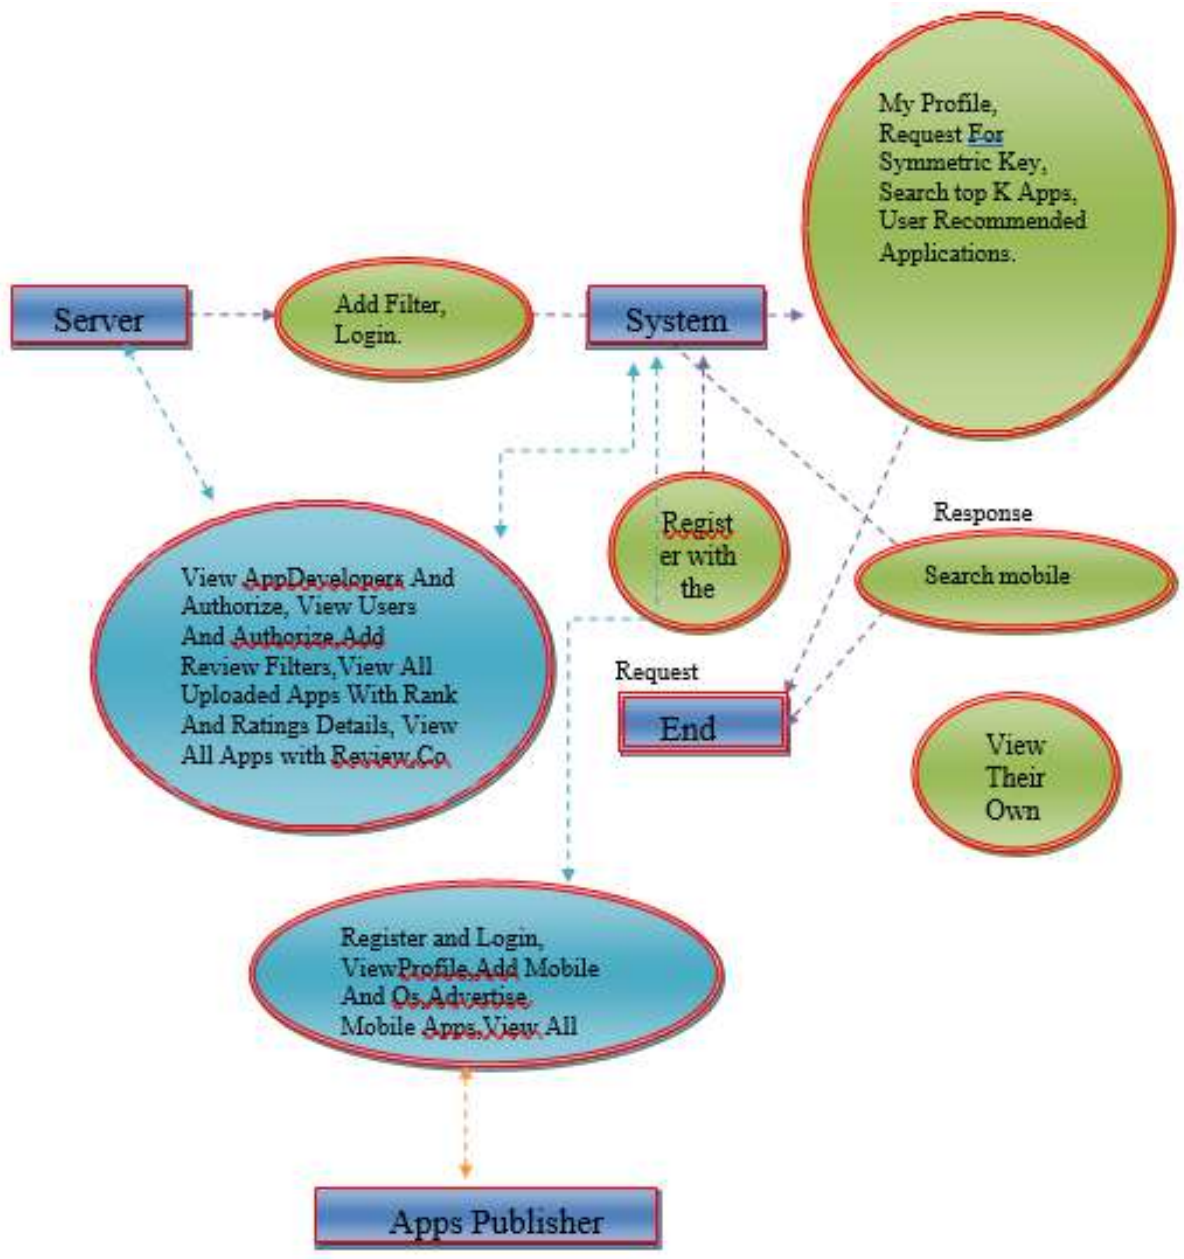 My Profile,
Request For
Symmetric Key,
Search top K Apps,
User Recommended
Applications.
Server
Add Filter,
Login.
System
Response
Search mobile
Regist
er with
the
View AppDevelopers And
Authorize, View Users
And Authorize,Add
Review Filters,View All
Uploaded Apps With Rank
And Ratings Details, View
All Apps with Review,Co
Request
End
View
Their
Own
Register and Login,
ViewProfile,Add Mobile
And Os,Advertise
Mobile Apps,View All
Apps Publisher